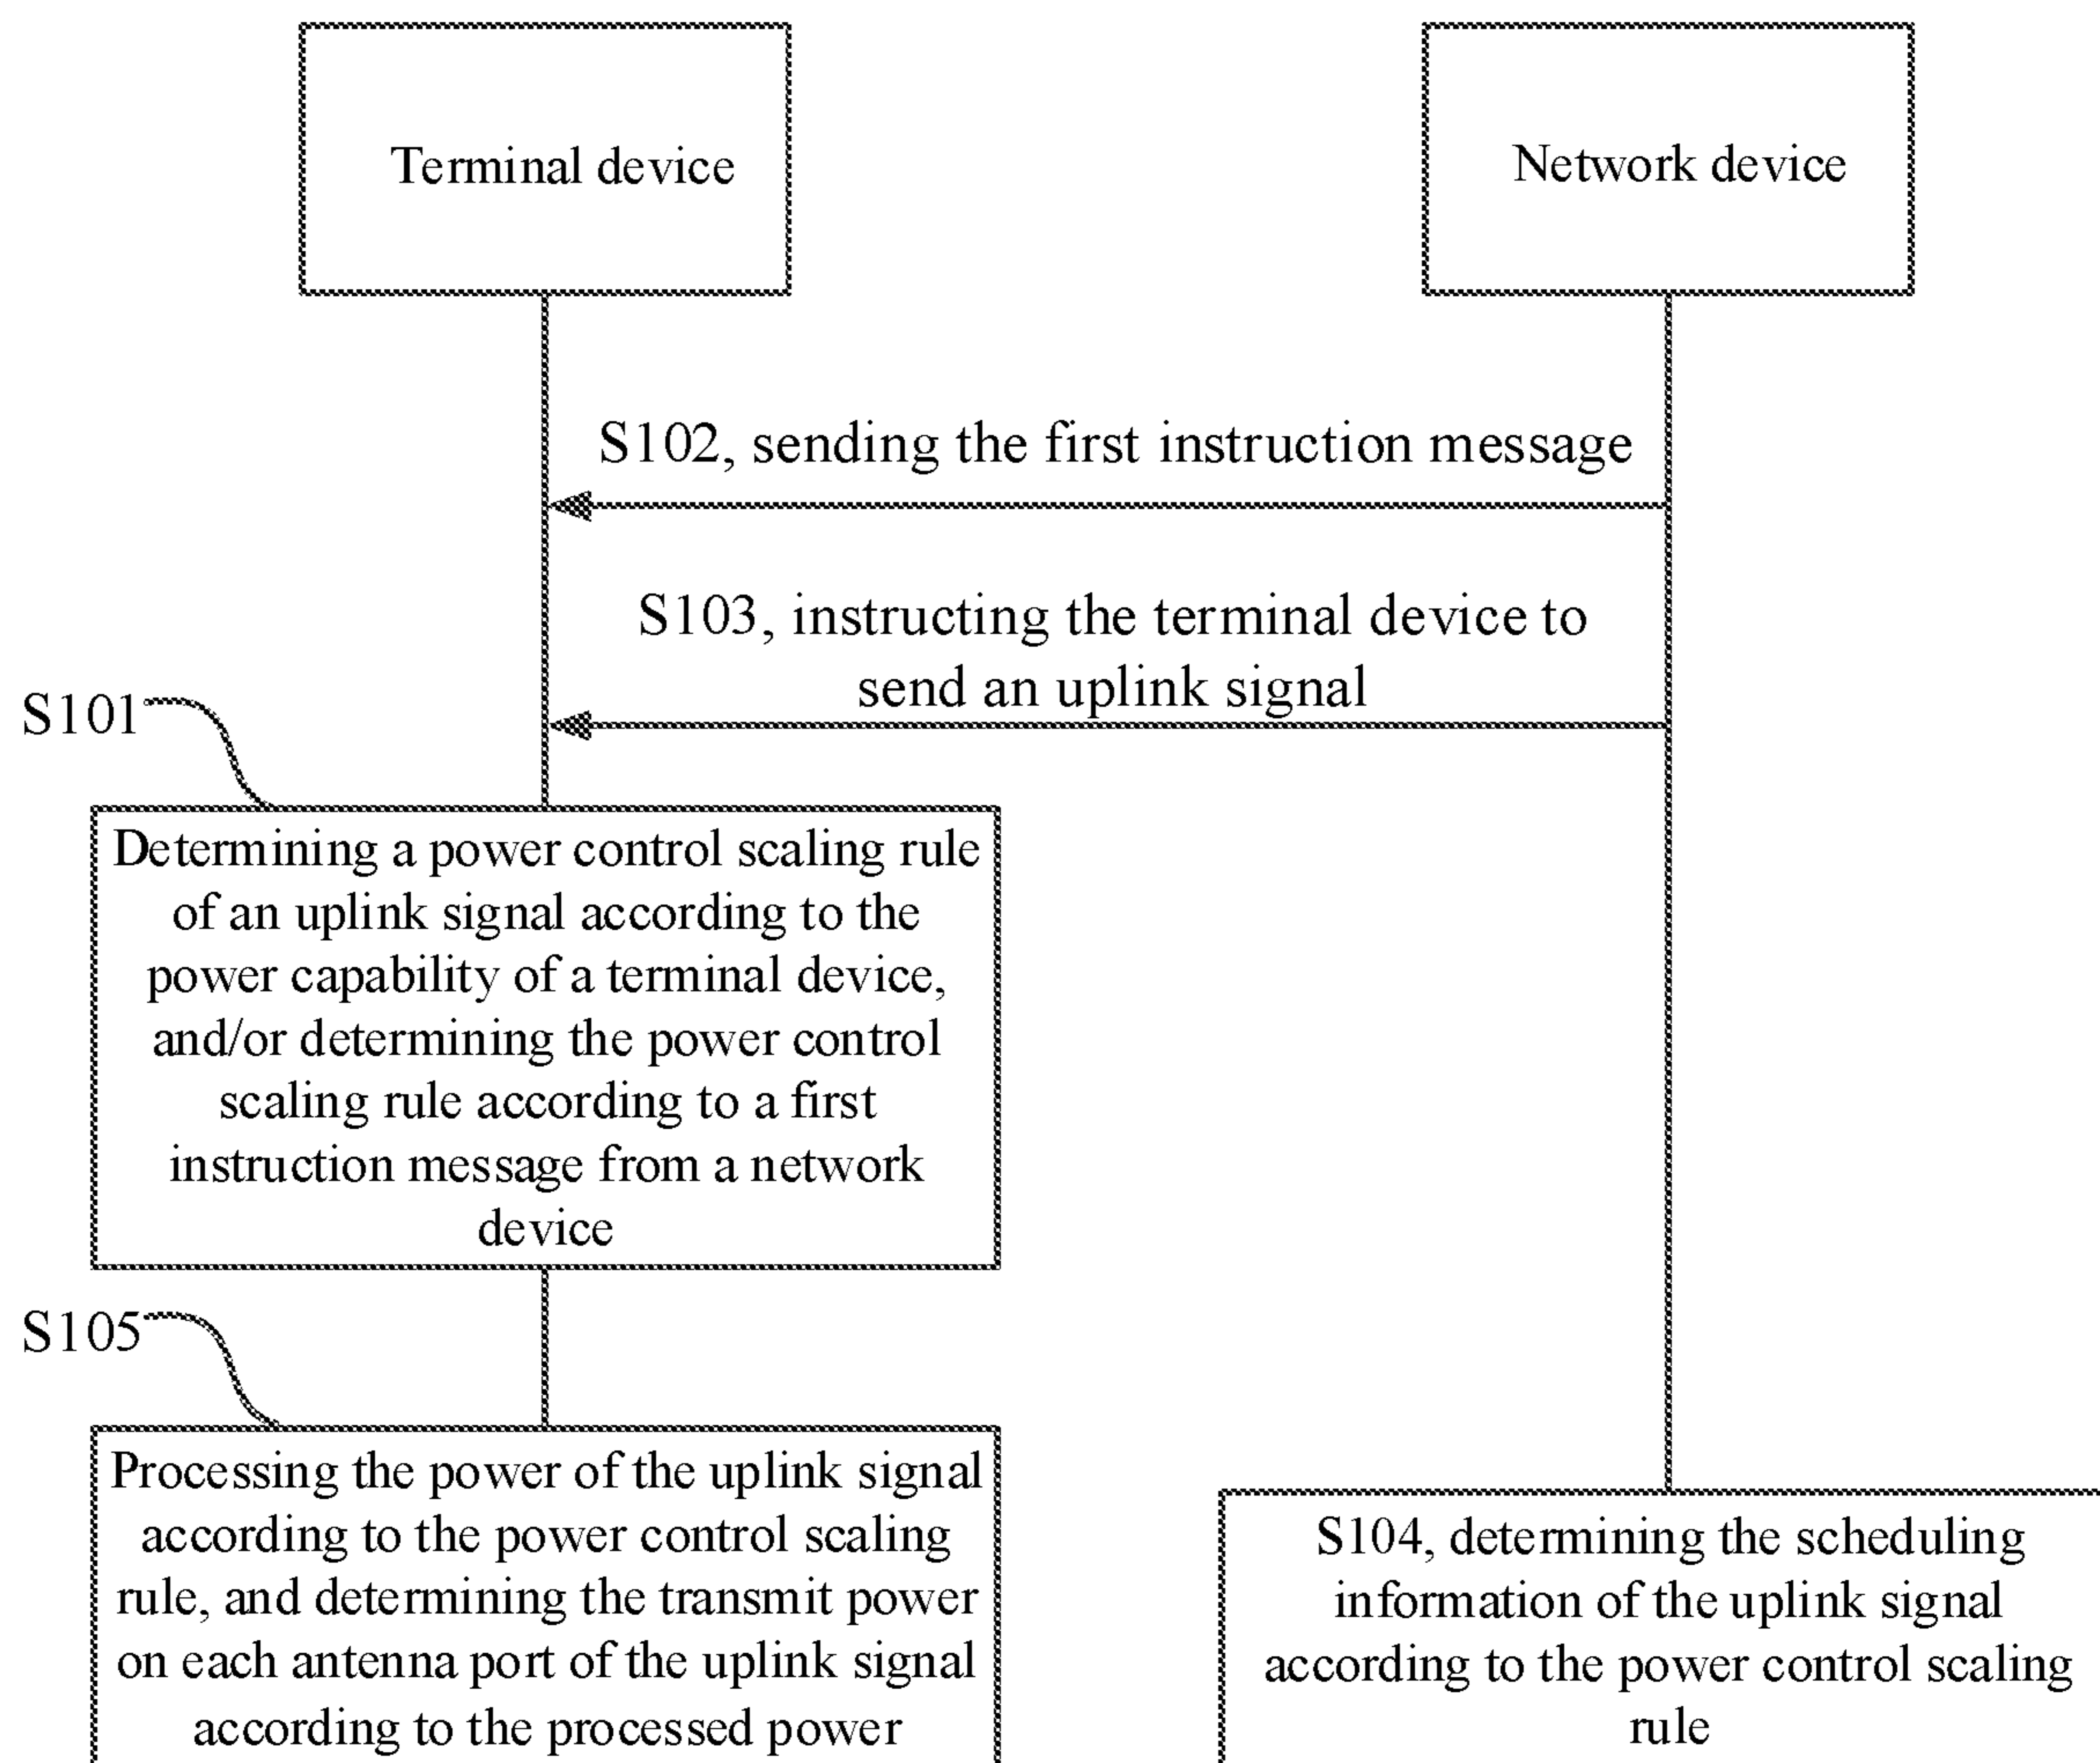 Terminal device
Network device
S102, sending the first instruction message
S103, instructing the terminal device to
send an uplink signal
S101
Determining a power control scaling rule
of an uplink signal according to the
power capability of a terminal device,
and/or determining the power control
scaling rule according to a first
instruction message from a network
device
S105
Processing the power of the uplink signal
according to the power control scaling
rule, and determining the transmit power
on each antenna port of the uplink signal
according to the processed power
S104, determining the scheduling
information of the uplink signal
according to the power control scaling
rule